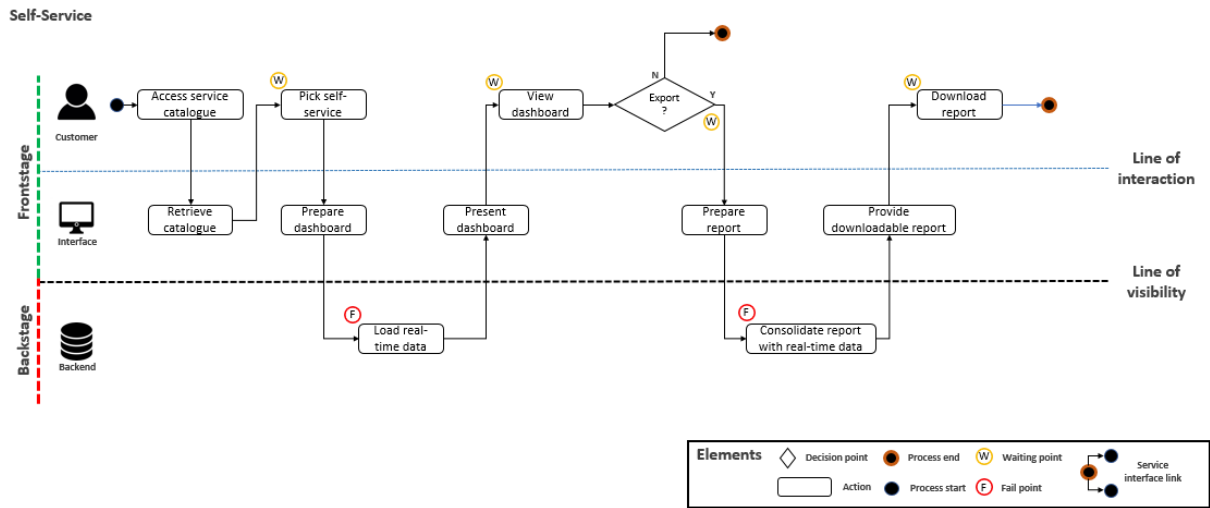 Self-Service
Frontstage
Backstage
Customer
Interface
Backend
Access service
catalogue
W
Pick self-
service
W
View
dashboard
Export
?
N
Y
W
W
Download
report
Line of
interaction
Retrieve
catalogue
Prepare
dashboard
Present
dashboard
Prepare
report
Provide
downloadable report
Line of
visibility
F
Load real-
time data
F
Consolidate report
with real-time data
Elements
Decision point
Process end
W
Waiting point
Service
interface link
Action
Process start
F
Fail point